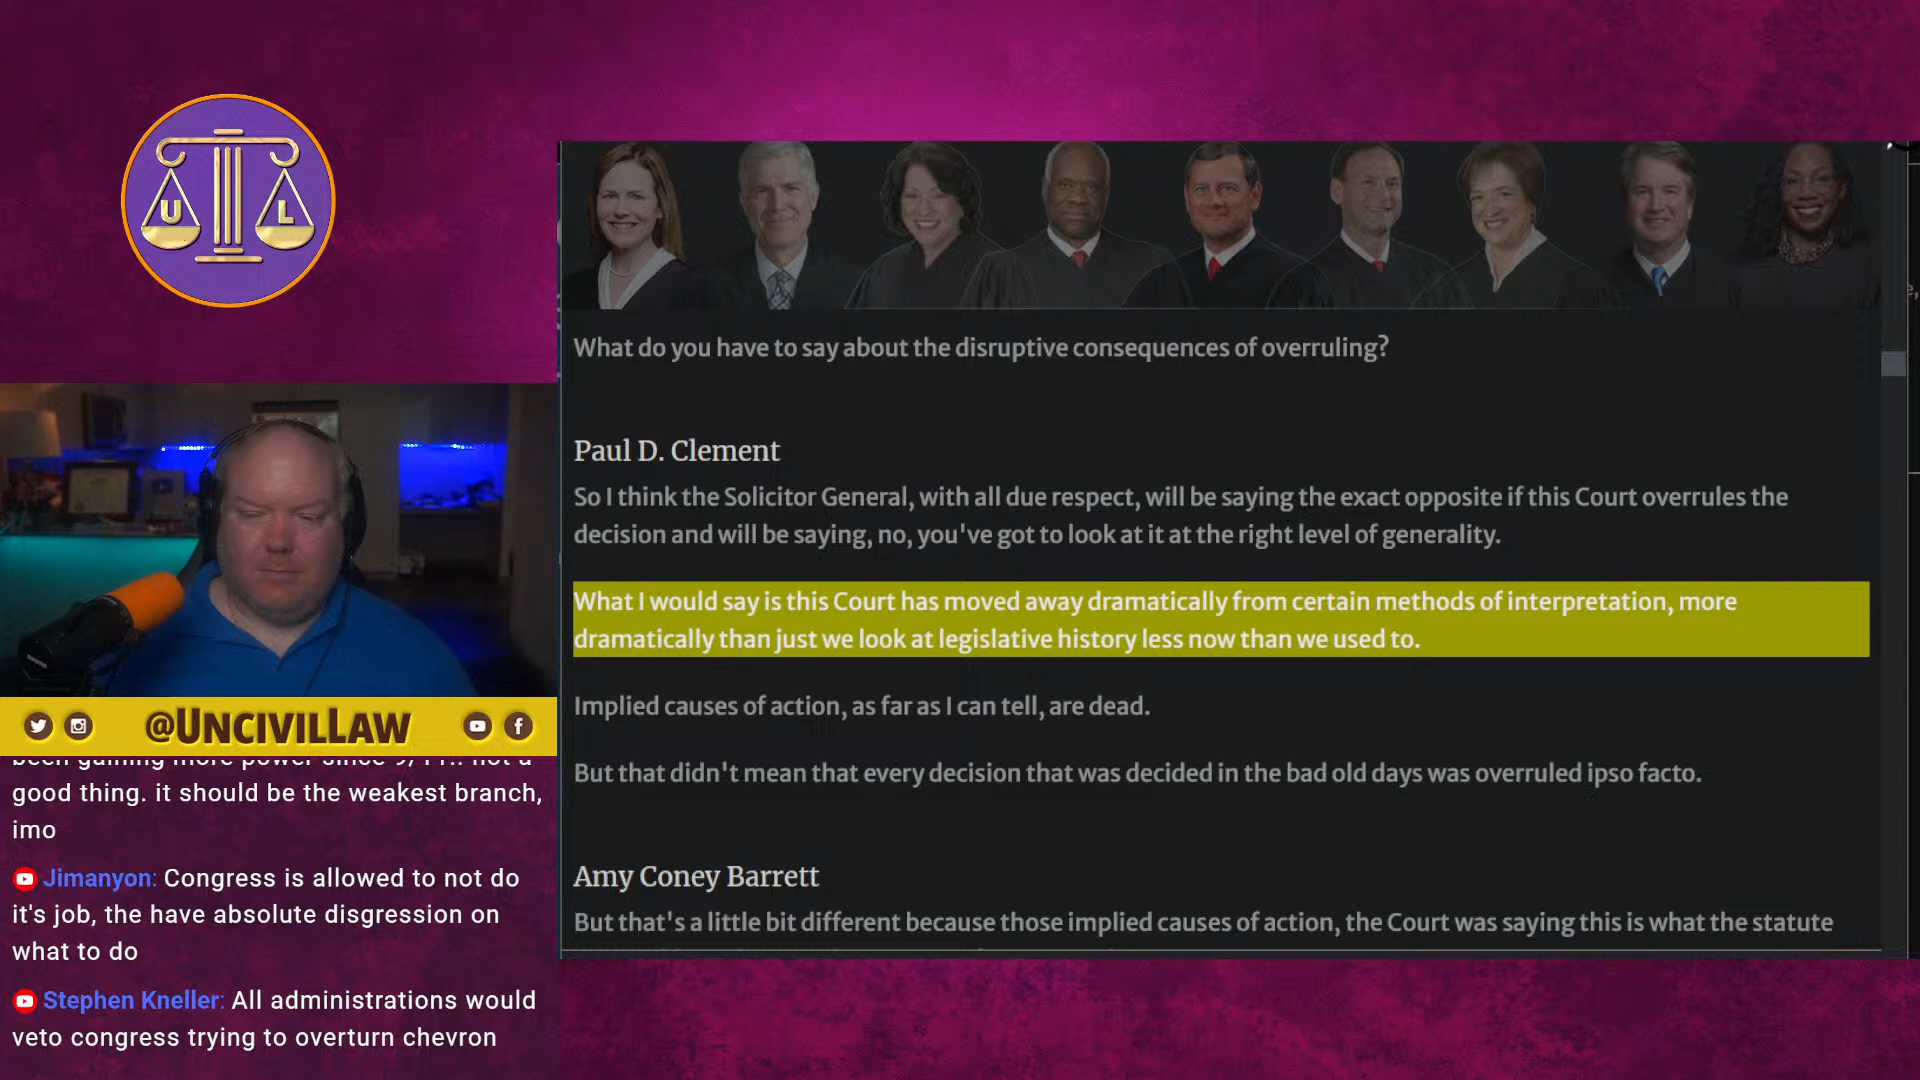 U L
What do you have to say about the disruptive consequences of overruling?
Paul D. Clement
So I think the Solicitor General, with all due respect, will be saying the exact opposite if this Court overrules the
decision and will be saying, no, you've got to look at it at the right level of generality.
What I would say is this Court has moved away dramatically from certain methods of interpretation, more
dramatically than just we look at legislative history less now than we used to.
Implied causes of action, as far as I can tell, are dead.
But that didn't mean that every decision that was decided in the bad old days was overruled ipso facto.
Amy Coney Barrett
But that's a little bit different because those implied causes of action, the Court was saying this is what the statute
@UNCIVILLAW
been gaining more power since 9/11.. not a
good thing. it should be the weakest branch,
imo
Jimanyon: Congress is allowed to not do
it's job, the have absolute disgression on
what to do
Stephen Kneller: All administrations would
veto congress trying to overturn chevron